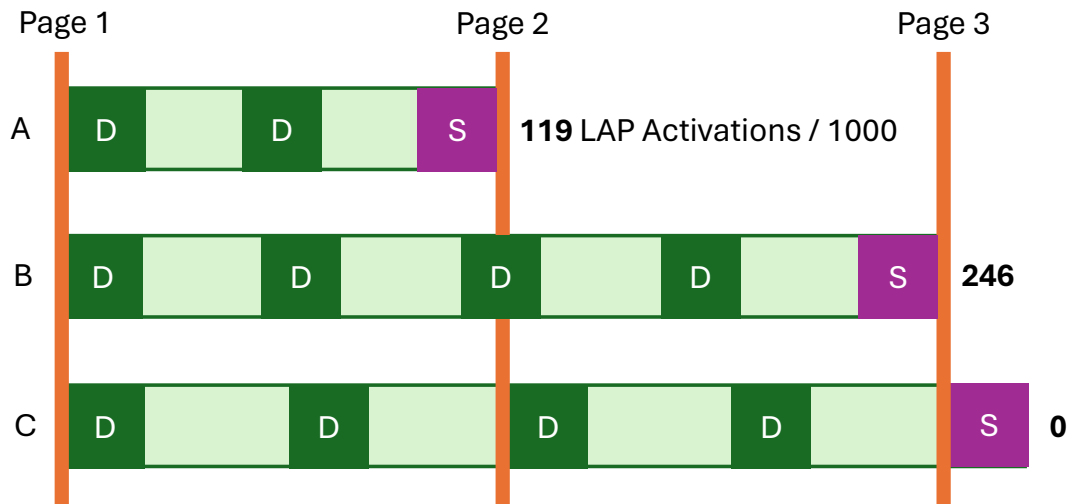 Page 1 Page 2 Page 3
A D D S 119 LAP Activations / 1000
B D D D D S 246
C D D D D S 0